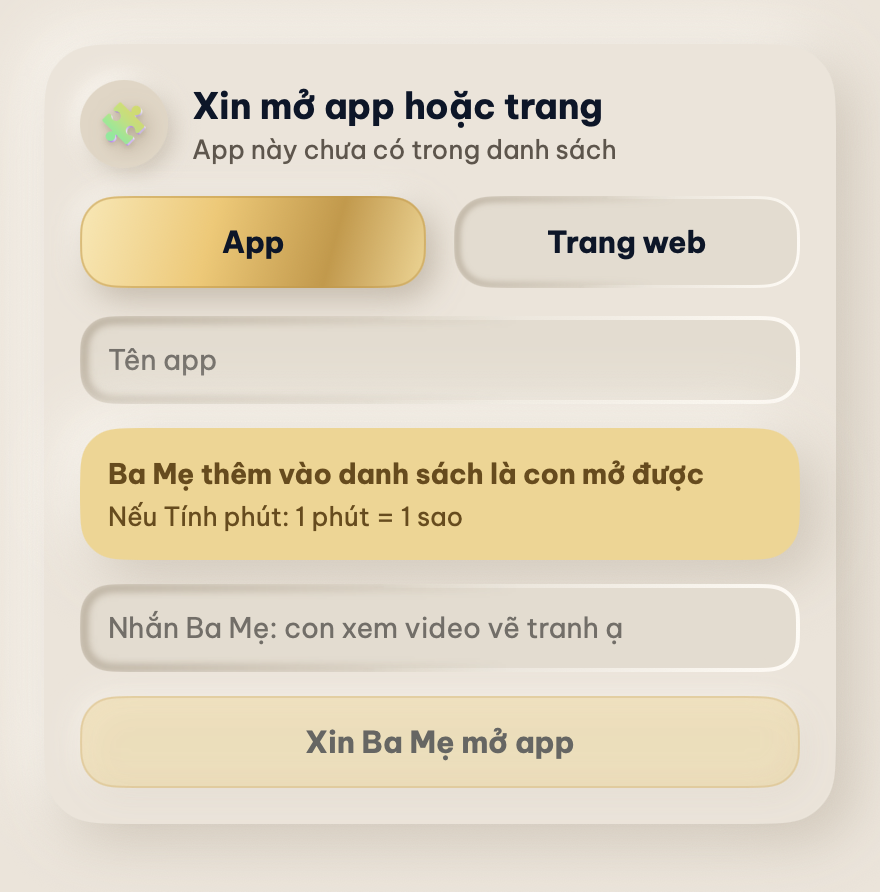 Xin mở app hoặc trang
App này chưa có trong danh sách
App
Trang web
Tên app
Ba Mẹ thêm vào danh sách là con mở được
Nếu Tính phút: 1 phút = 1 sao
Nhắn Ba Mẹ: con xem video vẽ tranh ạ
Xin Ba Mẹ mở app